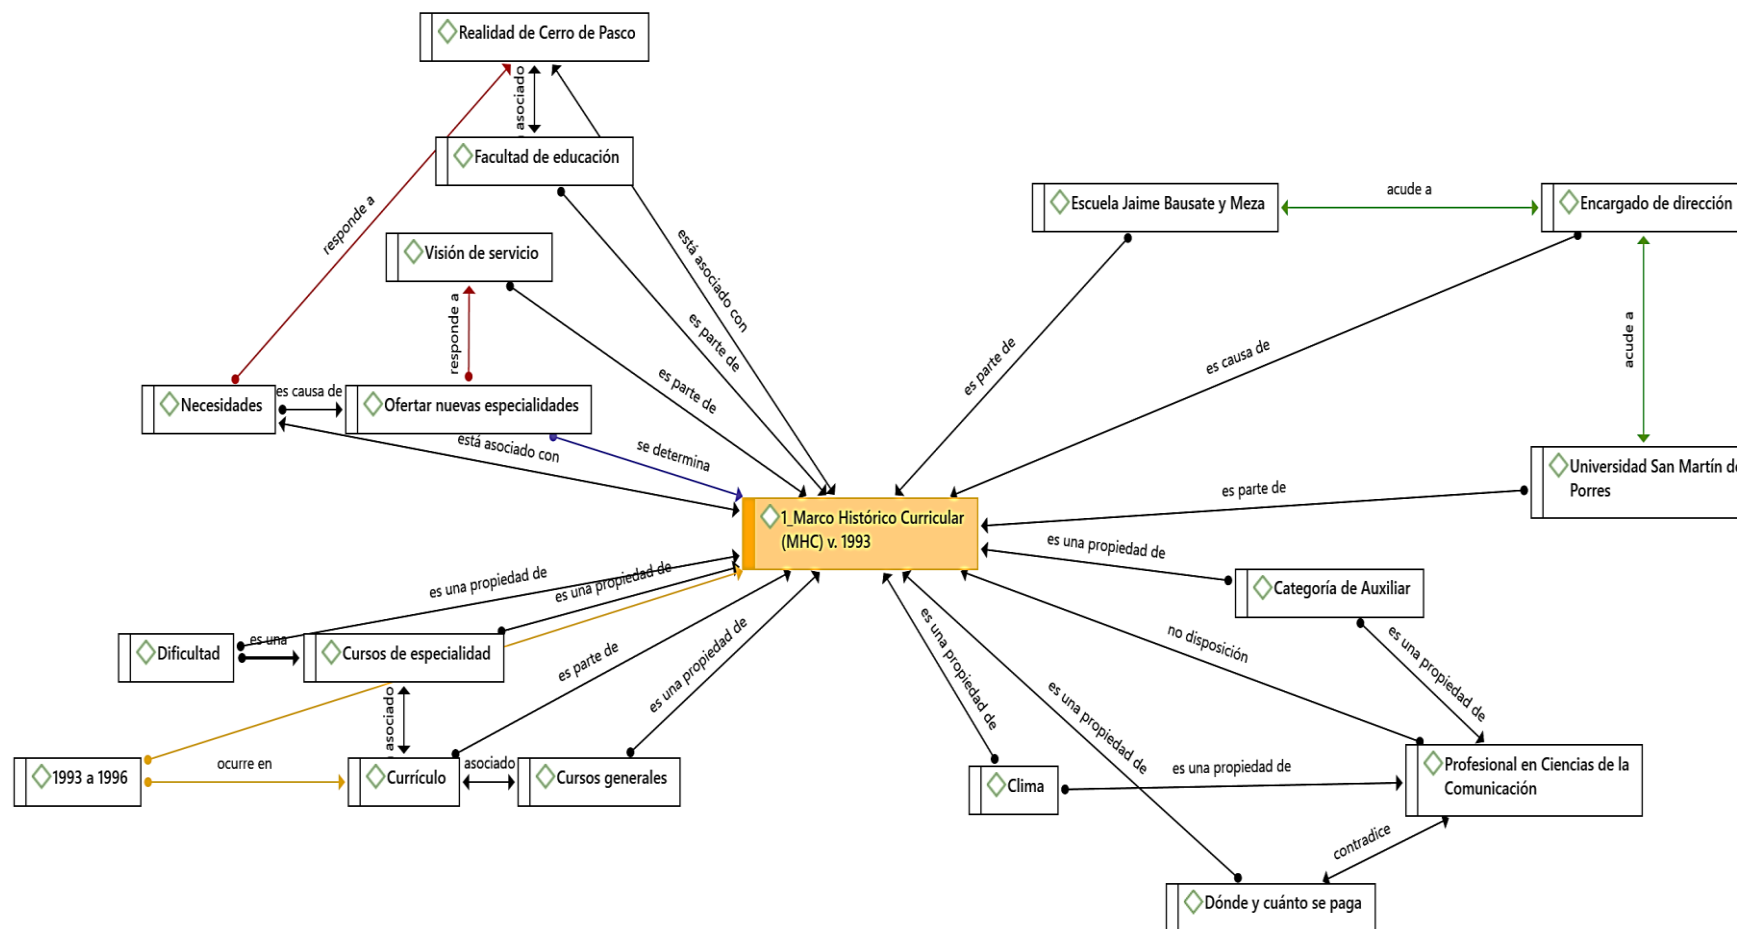 Realidad de Cerro de Pasco
asociado
Facultad de educación
responde a
Visión de servicio
está asociado con
es parte de
responde a
es parte de
Necesidades
es causa de
Ofertar nuevas especialidades
está asociado con
se determina
Escuela Jaime Bausate y Meza
acude a
Encargado de dirección
es parte de
es causa de
acude a
Universidad San Martín de
Porres
es parte de
1_Marco Histórico Curricular
(MHC) v. 1993
es una propiedad de
Categoría de Auxiliar
es una propiedad de
es una propiedad de
Dificultad
es una
Cursos de especialidad
es parte de
es una propiedad de
asociado
1993 a 1996
ocurre en
Currículo
asociado
Cursos generales
es una propiedad de
no disposición
es una propiedad de
es una propiedad de
Clima
es una propiedad de
Profesional en Ciencias de la
Comunicación
contradice
Dónde y cuánto se paga